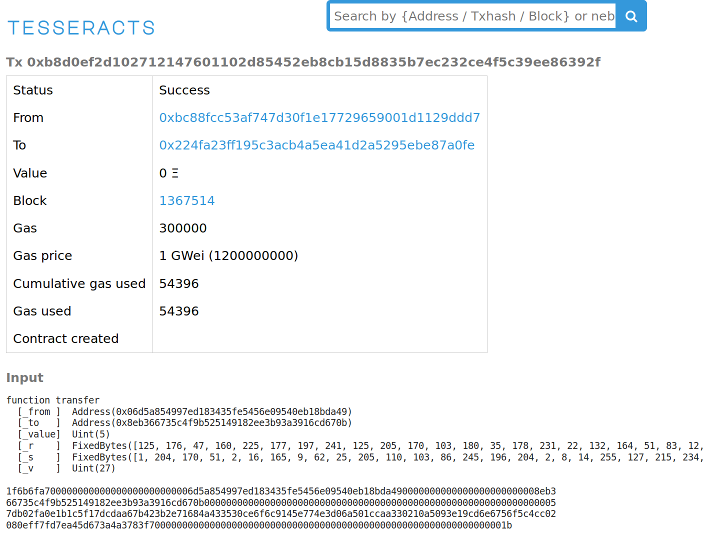 TESSERACTS
Search by {Address / Txhash / Block} or neb
Tx 0xb8d0ef2d102712147601102d85452eb8cb15d8835b7ec232ce4f5c39ee86392f
Status Success
From 0xbc88fcc53af747d30f1e17729659001d1129ddd7
To 0x224fa23ff195c3acb4a5ea41d2a5295ebe87a0fe
Value 0 Ξ
Block 1367514
Gas 300000
Gas price 1 GWei (1200000000)
Cumulative gas used 54396
Gas used 54396
Contract created
Input
function transfer
[_from ] Address(0x06d5a854997ed183435fe5456e09540eb18bda49)
[_to ] Address(0x8eb366735c4f9b525149182ee3b93a3916cd670b)
[_value] Uint(5)
[_r ] FixedBytes([125, 176, 47, 160, 225, 177, 197, 241, 125, 205, 170, 103, 180, 35, 178, 231, 22, 132, 164, 51, 83, 12,
[_s ] FixedBytes([1, 204, 170, 51, 2, 16, 165, 9, 62, 25, 205, 110, 103, 86, 245, 196, 204, 2, 8, 14, 255, 127, 215, 234,
[_v ] Uint(27)
1f6b6fa700000000000000000000000006d5a854997ed183435fe5456e09540eb18bda490000000000000000000000008eb3
66735c4f9b525149182ee3b93a3916cd670b0000000000000000000000000000000000000000000000000000000000000005
7db02fa0e1b1c5f17dcdaa67b423b2e71684a433530ce6f6c9145e774e3d06a501ccaa330210a5093e19cd6e6756f5c4cc02
080eff7fd7ea45d673a4a3783f70000000000000000000000000000000000000000000000000000000000000001b